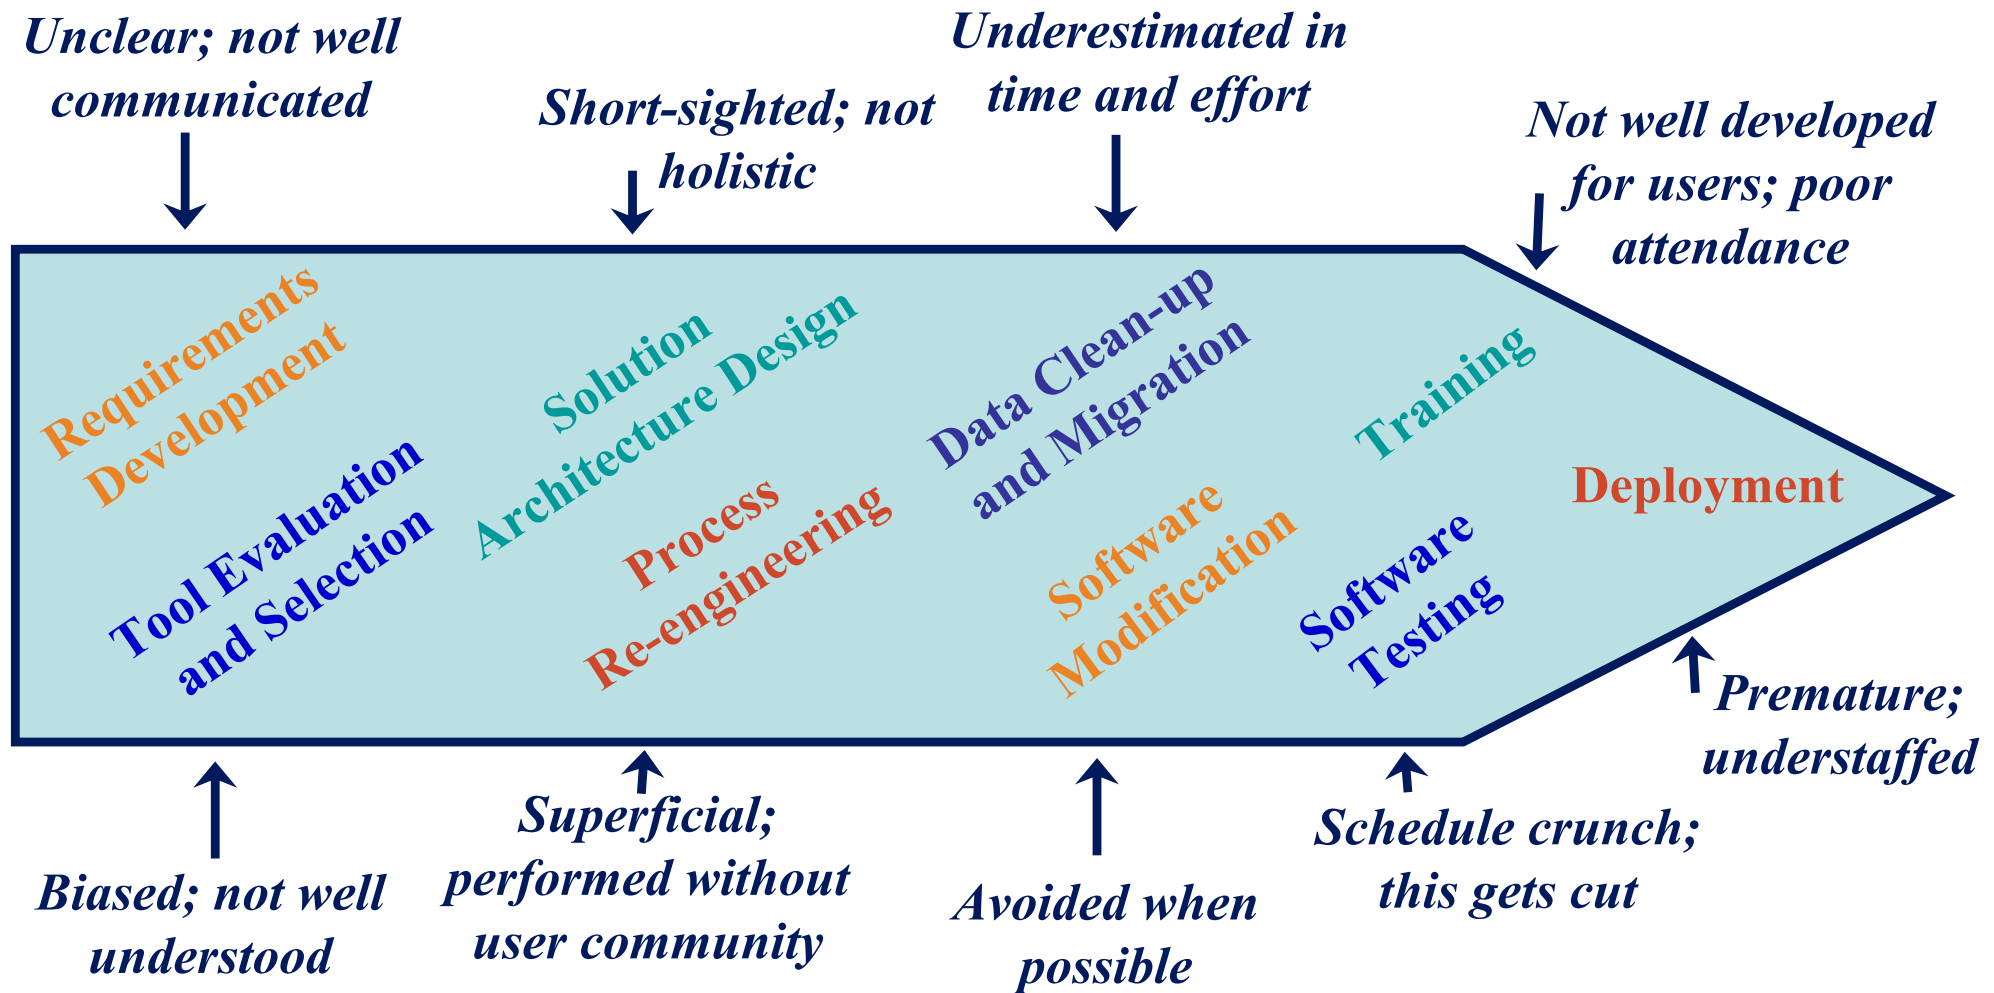 Unclear; not well
communicated
Short-sighted; not
holistic
Underestimated in
time and effort
Not well developed
for users; poor
attendance
Requirements
Development
Tool Evaluation
and Selection
Solution
Architecture Design
Process
Re-engineering
Data Clean-up
and Migration
Software
Modification
Training
Software
Testing
Deployment
Biased; not well
understood
Superficial;
performed without
user community
Avoided when
possible
Schedule crunch;
this gets cut
Premature;
understaffed